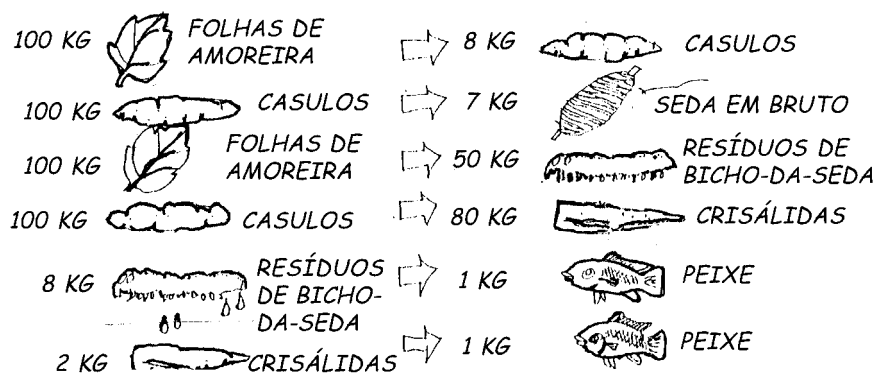 100 KG FOLHAS DE AMOREIRA 8 KG CASULOS
100 KG CASULOS 7 KG SEDA EM BRUTO
100 KG FOLHAS DE AMOREIRA 50 KG RESÍDUOS DE BICHO-DA-SEDA
100 KG CASULOS 80 KG CRISÁLIDAS
8 KG RESÍDUOS DE BICHO-DA-SEDA 1 KG PEIXE
2 KG CRISÁLIDAS 1 KG PEIXE